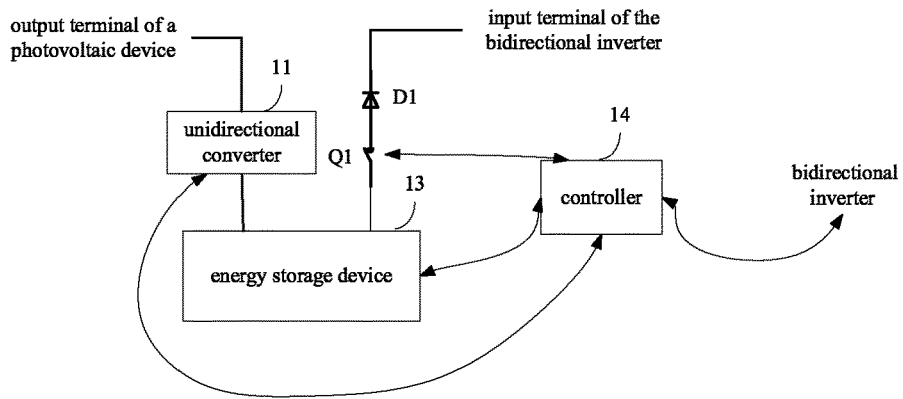 output terminal of a
photovoltaic device
input terminal of the
bidirectional inverter
11
D1
unidirectional
converter
Q1
14
13
controller
bidirectional
inverter
energy storage device